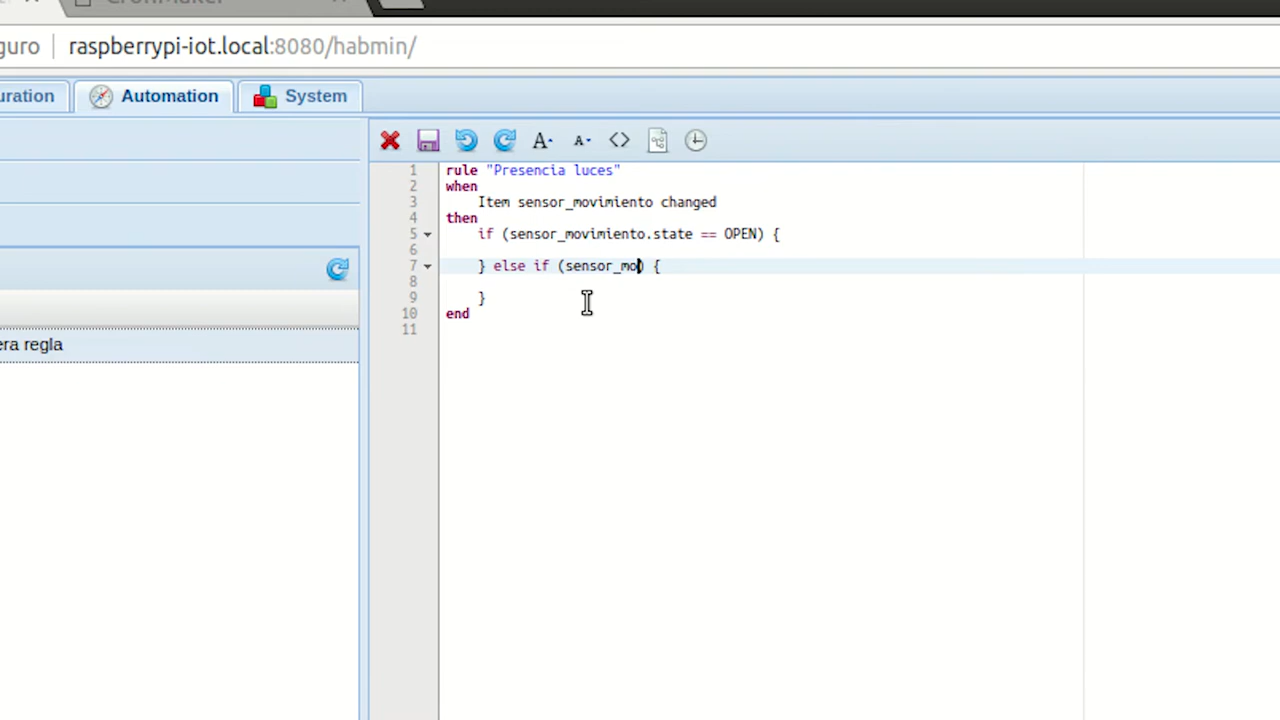 guro raspberrypi-iot.local:8080/habmin/
uration Automation System
A A <>
1 rule "Presencia luces"
2 when
3 Item sensor_movimiento changed
4 then
5 if (sensor_movimiento.state == OPEN) {
6
7 } else if (sensor_mo) {
8
9 }
10 end
11
era regla